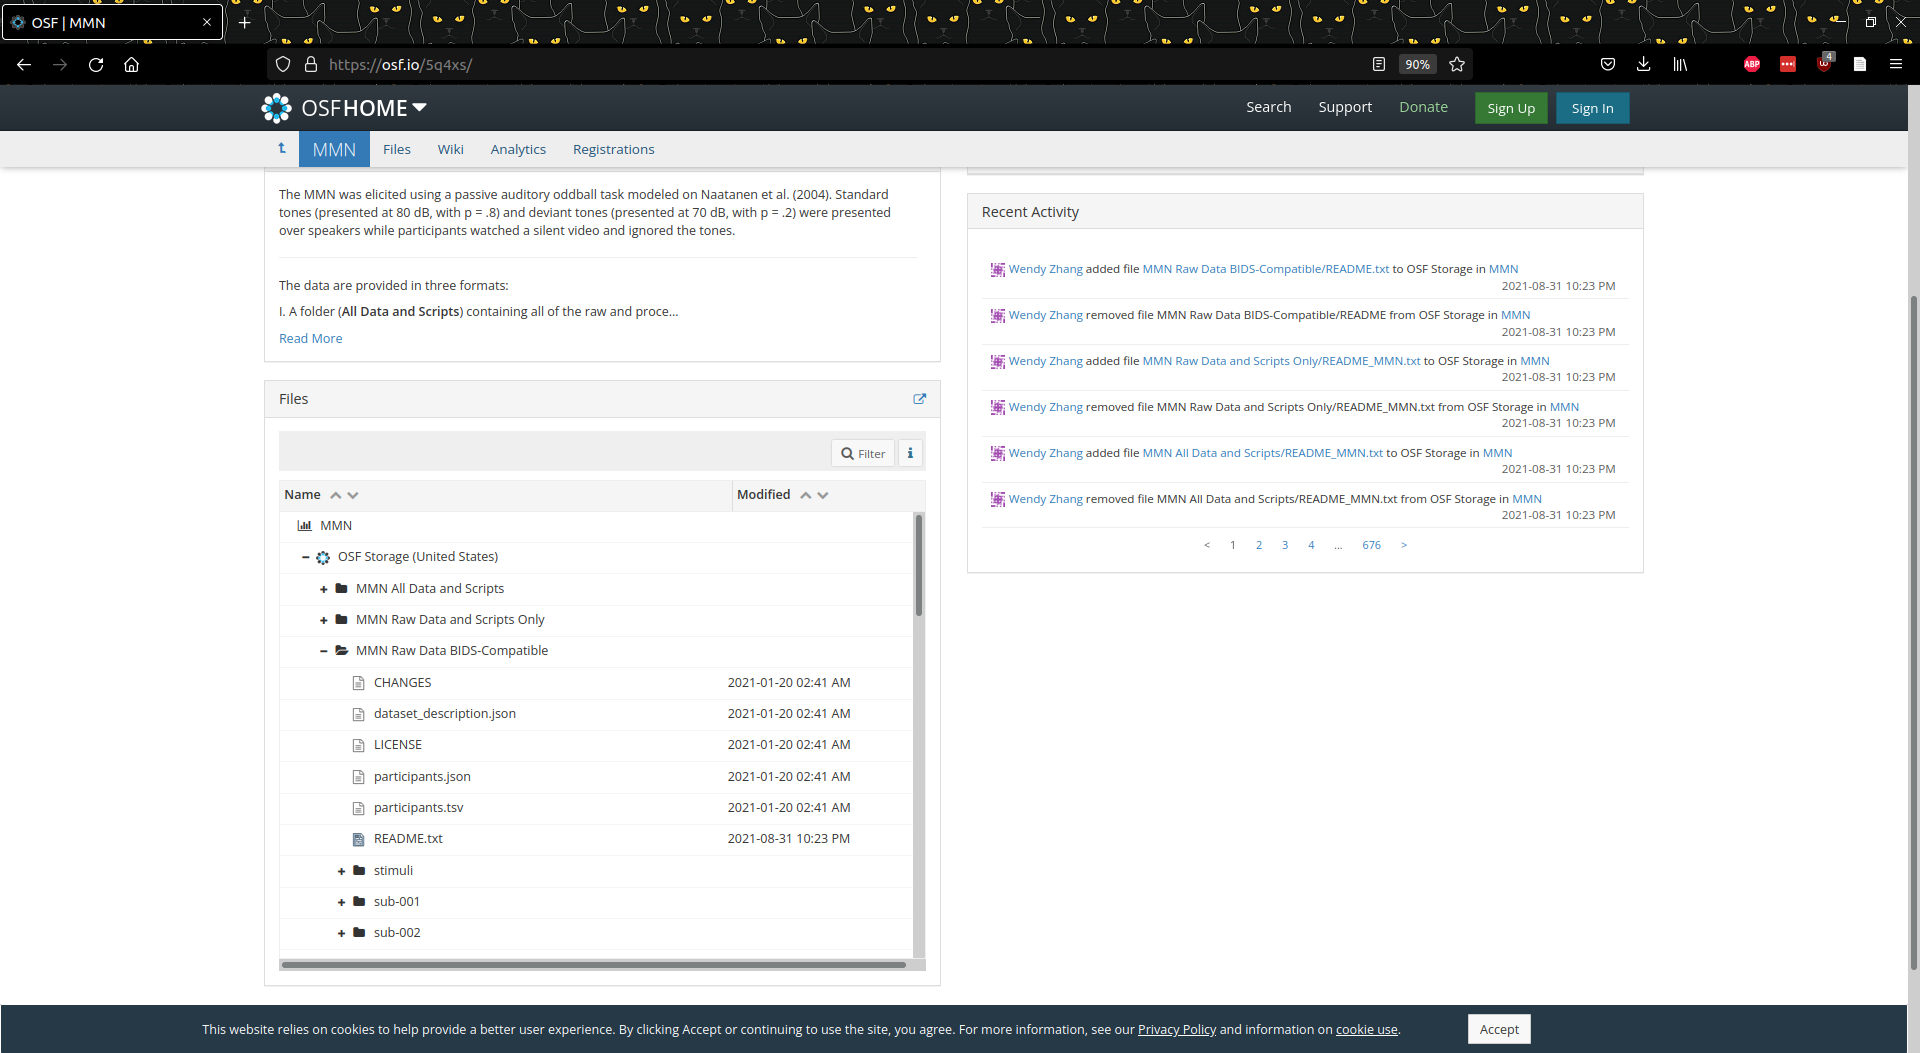 OSF | MMN
https://osf.io/5q4xs/
90%
ABP
4
OSFHOME
Search
Support
Donate
Sign Up
Sign In
MMN
Files
Wiki
Analytics
Registrations
The MMN was elicited using a passive auditory oddball task modeled on Naatanen et al. (2004). Standard
tones (presented at 80 dB, with p = .8) and deviant tones (presented at 70 dB, with p = .2) were presented
over speakers while participants watched a silent video and ignored the tones.
The data are provided in three formats:
I. A folder (All Data and Scripts) containing all of the raw and proce...
Read More
Files
Filter
Name
Modified
MMN
OSF Storage (United States)
MMN All Data and Scripts
MMN Raw Data and Scripts Only
MMN Raw Data BIDS-Compatible
CHANGES 2021-01-20 02:41 AM
dataset_description.json 2021-01-20 02:41 AM
LICENSE 2021-01-20 02:41 AM
participants.json 2021-01-20 02:41 AM
participants.tsv 2021-01-20 02:41 AM
README.txt 2021-08-31 10:23 PM
stimuli
sub-001
sub-002
Recent Activity
Wendy Zhang added file MMN Raw Data BIDS-Compatible/README.txt to OSF Storage in MMN
2021-08-31 10:23 PM
Wendy Zhang removed file MMN Raw Data BIDS-Compatible/README from OSF Storage in MMN
2021-08-31 10:23 PM
Wendy Zhang added file MMN Raw Data and Scripts Only/README_MMN.txt to OSF Storage in MMN
2021-08-31 10:23 PM
Wendy Zhang removed file MMN Raw Data and Scripts Only/README_MMN.txt from OSF Storage in MMN
2021-08-31 10:23 PM
Wendy Zhang added file MMN All Data and Scripts/README_MMN.txt to OSF Storage in MMN
2021-08-31 10:23 PM
Wendy Zhang removed file MMN All Data and Scripts/README_MMN.txt from OSF Storage in MMN
2021-08-31 10:23 PM
< 1 2 3 4 ... 676 >
This website relies on cookies to help provide a better user experience. By clicking Accept or continuing to use the site, you agree. For more information, see our Privacy Policy and information on cookie use.
Accept